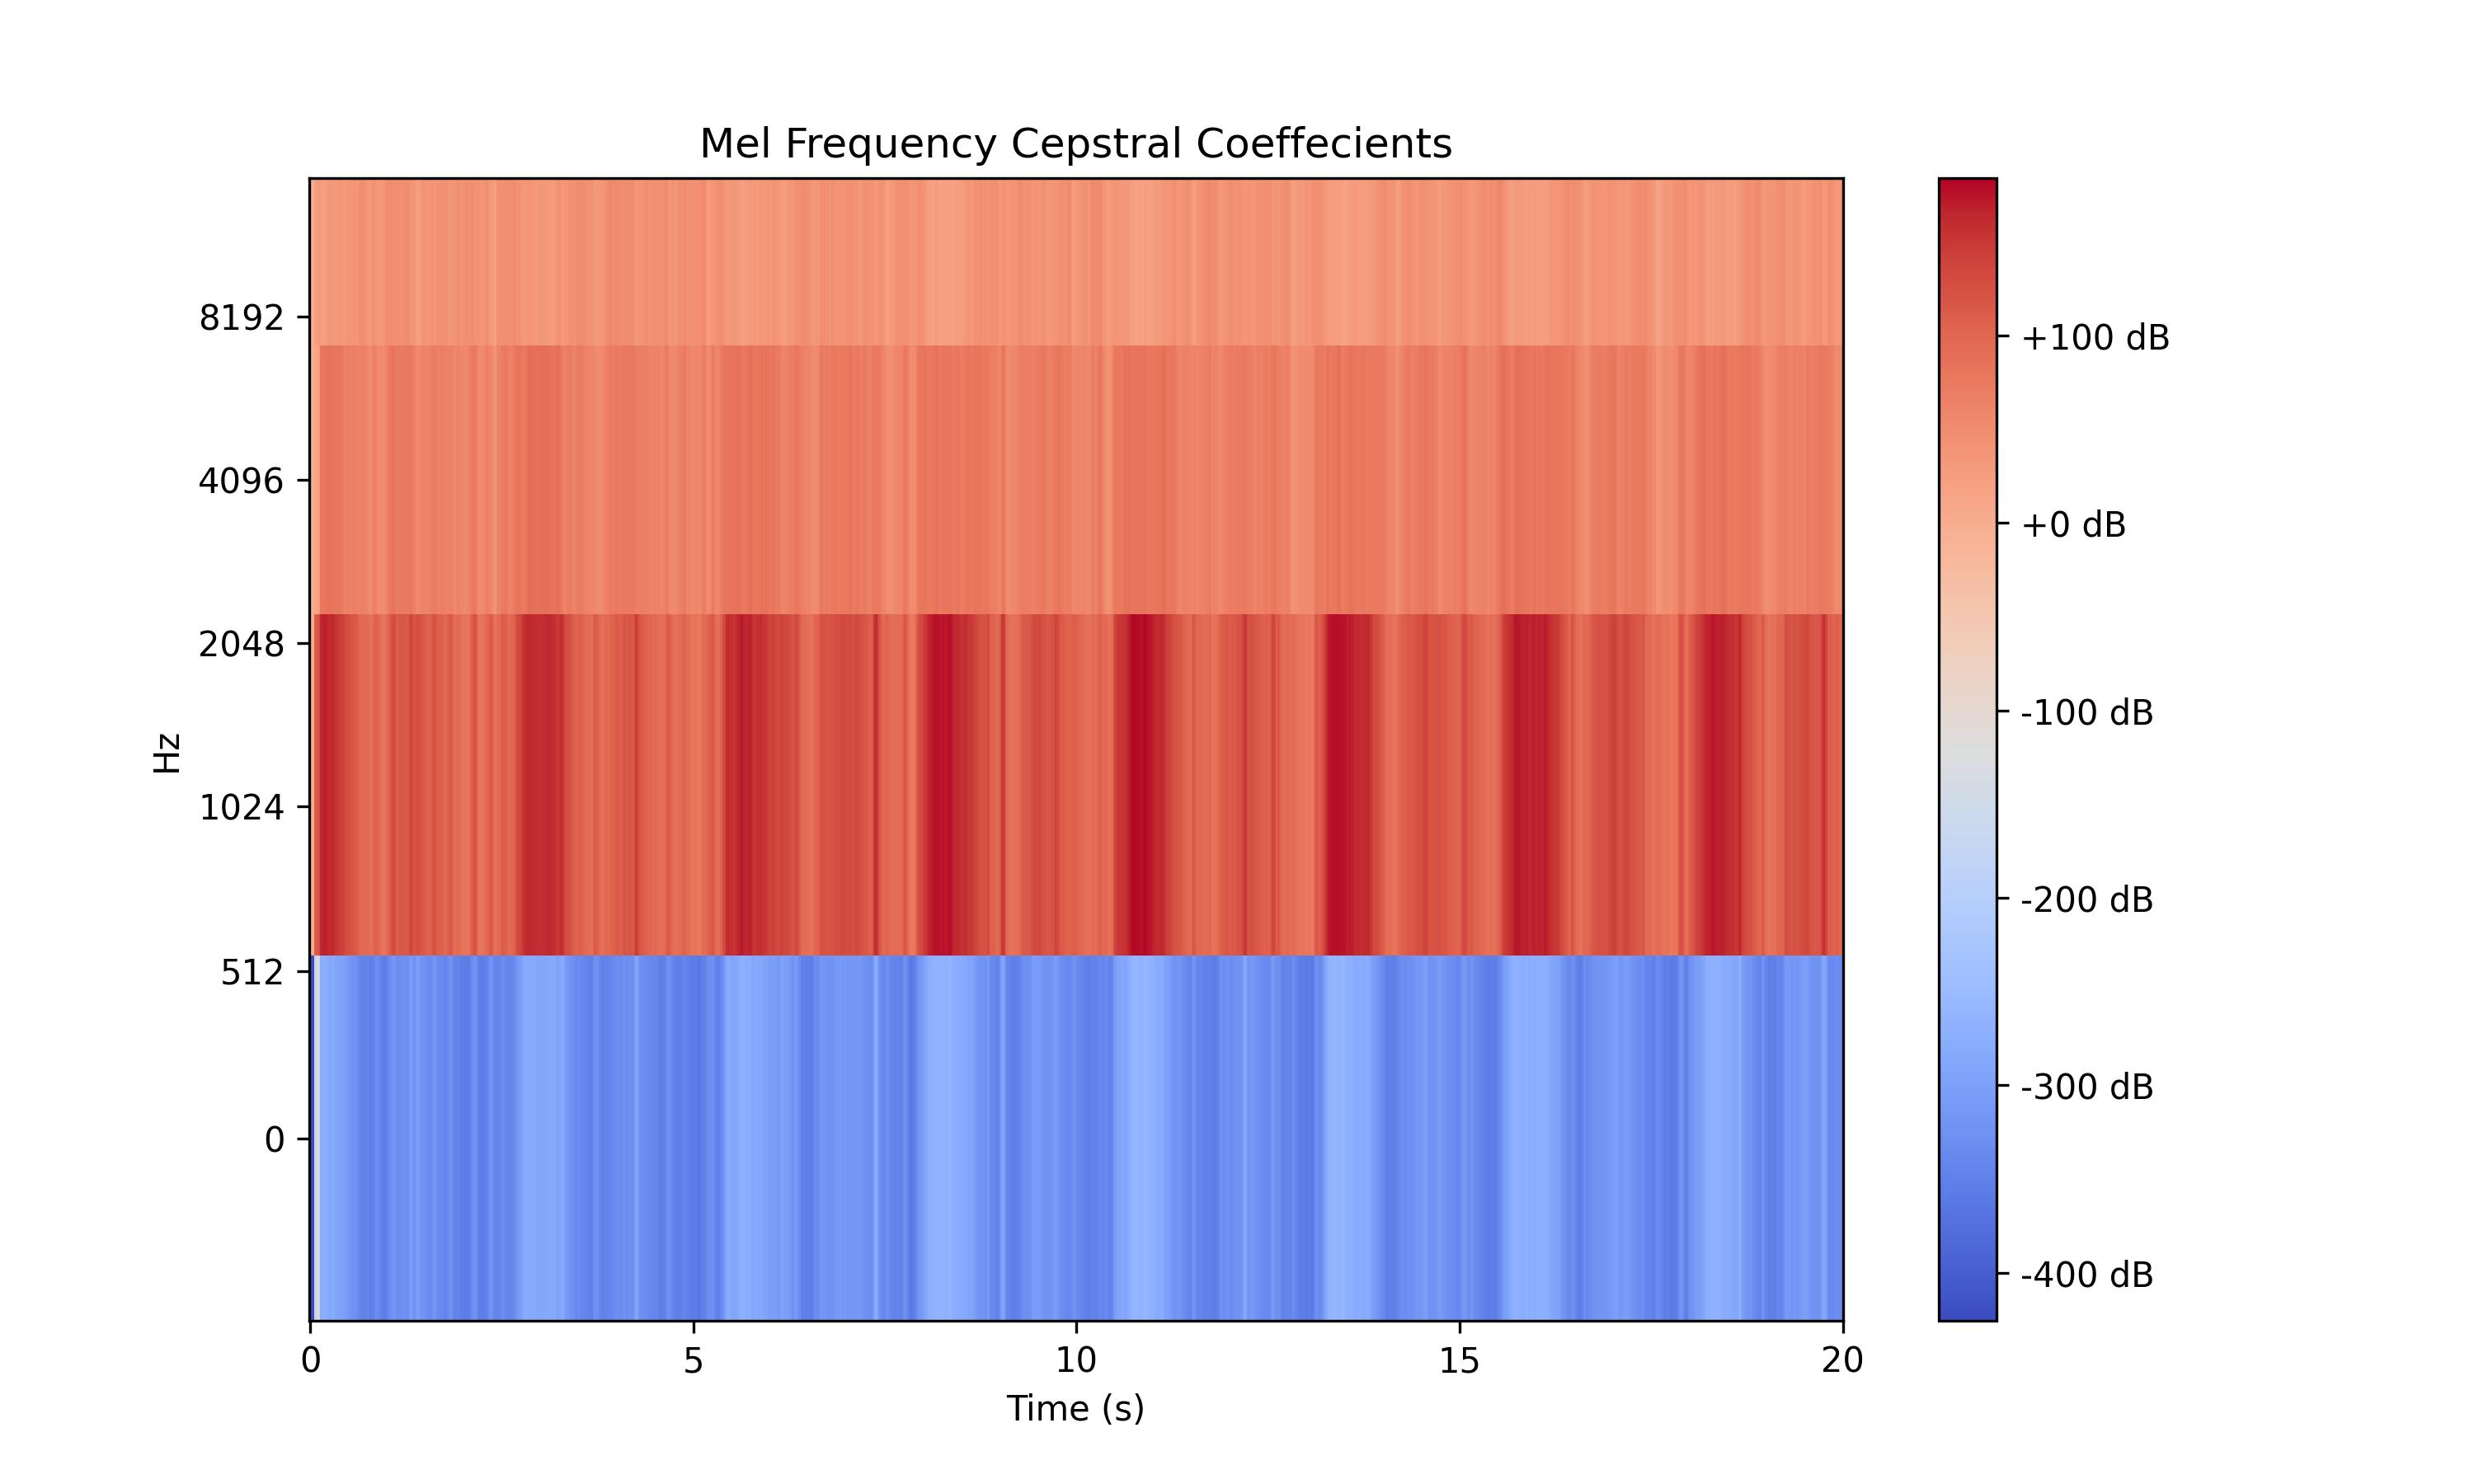 Mel Frequency Cepstral Coeffecients
8192
4096
2048
1024
512
0
Hz
0 5 10 15 20
Time (s)
+100 dB
+0 dB
-100 dB
-200 dB
-300 dB
-400 dB